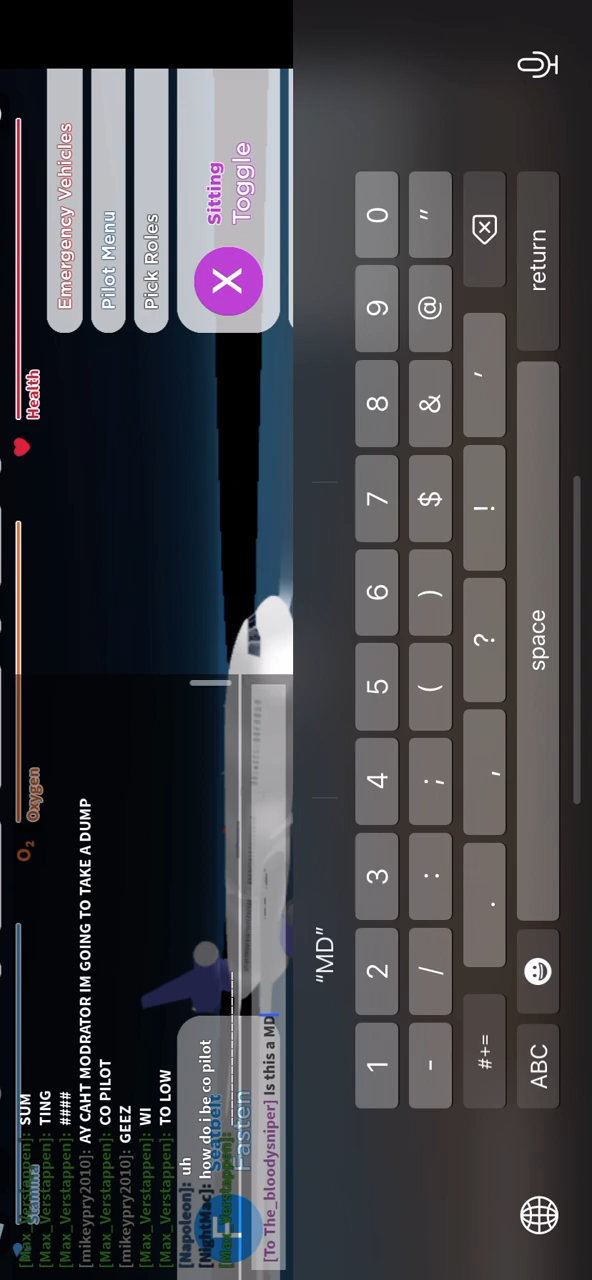 Stamina
O₂ Oxygen
Health
Emergency Vehicles
Pilot Menu
Pick Roles
X
Sitting
Toggle
[Max_Verstappen]: SUM
[Max_Verstappen]: TING
[Max_Verstappen]: ####
[mikeypry2010]: AY CAHT MODRATOR IM GOING TO TAKE A DUMP
[Max_Verstappen]: CO PILOT
[mikeypry2010]: GEEZ
[Max_Verstappen]: WI
[Max_Verstappen]: TO LOW
[Napoleon]: uh
[NightMac]: how do i be co pilot
[Max_Verstappen]:
Seatbelt
Fasten
[To The_bloodysniper] Is this a MD
“MD”
1 2 3 4 5 6 7 8 9 0
- / : ; ( ) $ & @ "
#+= . , ? ! '
ABC space return